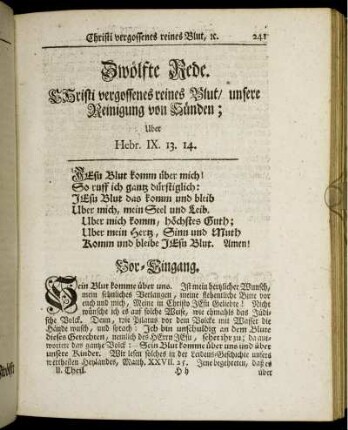 Christi vergossenes reines Blut, ꝛc. 241
Zwölfte Rede.
CHristi vergossenes reines Blut/ unsere
Reinigung von Sünden;
Uber
Hebr. IX. 13. 14.
JEsu Blut komm über mich!
So ruff ich gantz dürstiglich:
JEsu Blut das komm und bleib
Uber mich, mein Seel und Leib.
Uber mich komm, höchstes Guth;
Uber mein Hertz, Sinn und Muth
Komm und bleibe JEsu Blut. Amen!
Vor-Eingang.
Sein Blut komme über uns. Ist mein hertzlicher Wunsch,
mein sehnliches Verlangen, meine flehentliche Bitte vor
euch und mich, Meine in Christo JEsu Geliebte! Nicht
wünsche ich es auf solche Weise, wie ehmahls das Jüdi-
sche Volck. Denn, wie Pilatus vor dem Volcke mit Wasser die
Hände wusch, und sprach: Ich bin unschuldig an dem Blute
dieses Gerechten, nemlich des HErrn JEsu, sehet ihr zu; da ant-
wortete das gantze Volck: Sein Blut komme über uns und über
unsere Kinder. Wir lesen solches in der Leidens-Geschichte unsers
werthesten Heylandes, Matth. XXVII. 25. Jene begehrten, daß es
II. Theil. Hh über